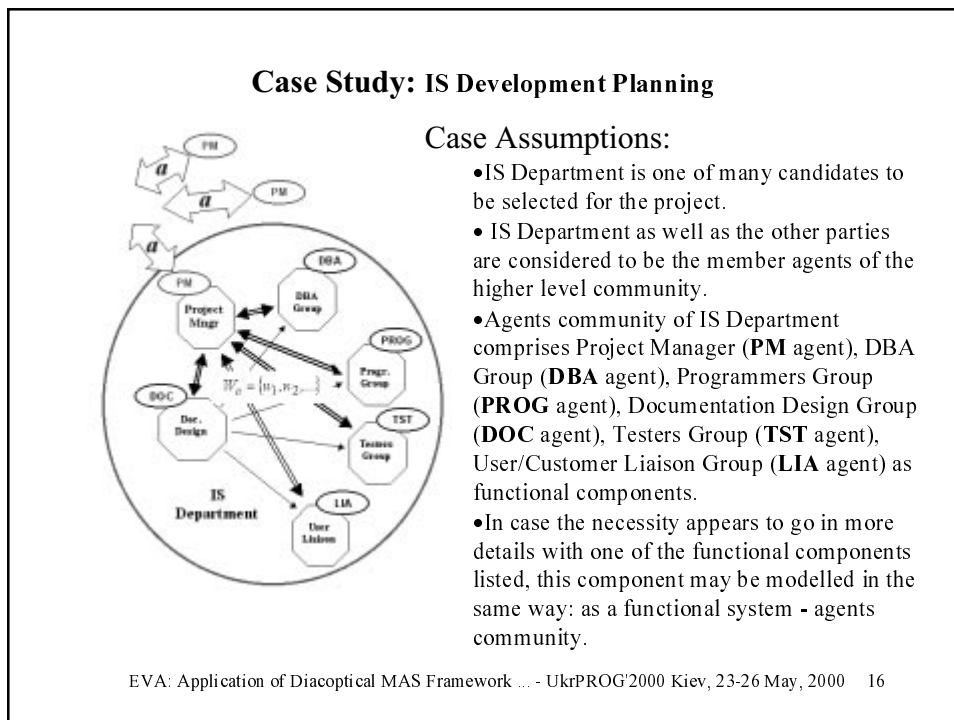 Case Study: IS Development Planning
Case Assumptions:
•IS Department is one of many candidates to
be selected for the project.
• IS Department as well as the other parties
are considered to be the member agents of the
higher level community.
•Agents community of IS Department
comprises Project Manager (PM agent), DBA
Group (DBA agent), Programmers Group
(PROG agent), Documentation Design Group
(DOC agent), Testers Group (TST agent),
User/Customer Liaison Group (LIA agent) as
functional components.
•In case the necessity appears to go in more
details with one of the functional components
listed, this component may be modelled in the
same way: as a functional system - agents
community.
PM
a
a
PM
a
PM
Project
Mngr
DBA
DBA
Group
PROG
Progr.
Group
DOC
Doc.
Design
TST
Testers
Group
LIA
User
Liaison
IS
Department
EVA: Application of Diacoptical MAS Framework ... - UkrPROG'2000 Kiev, 23-26 May, 2000 16